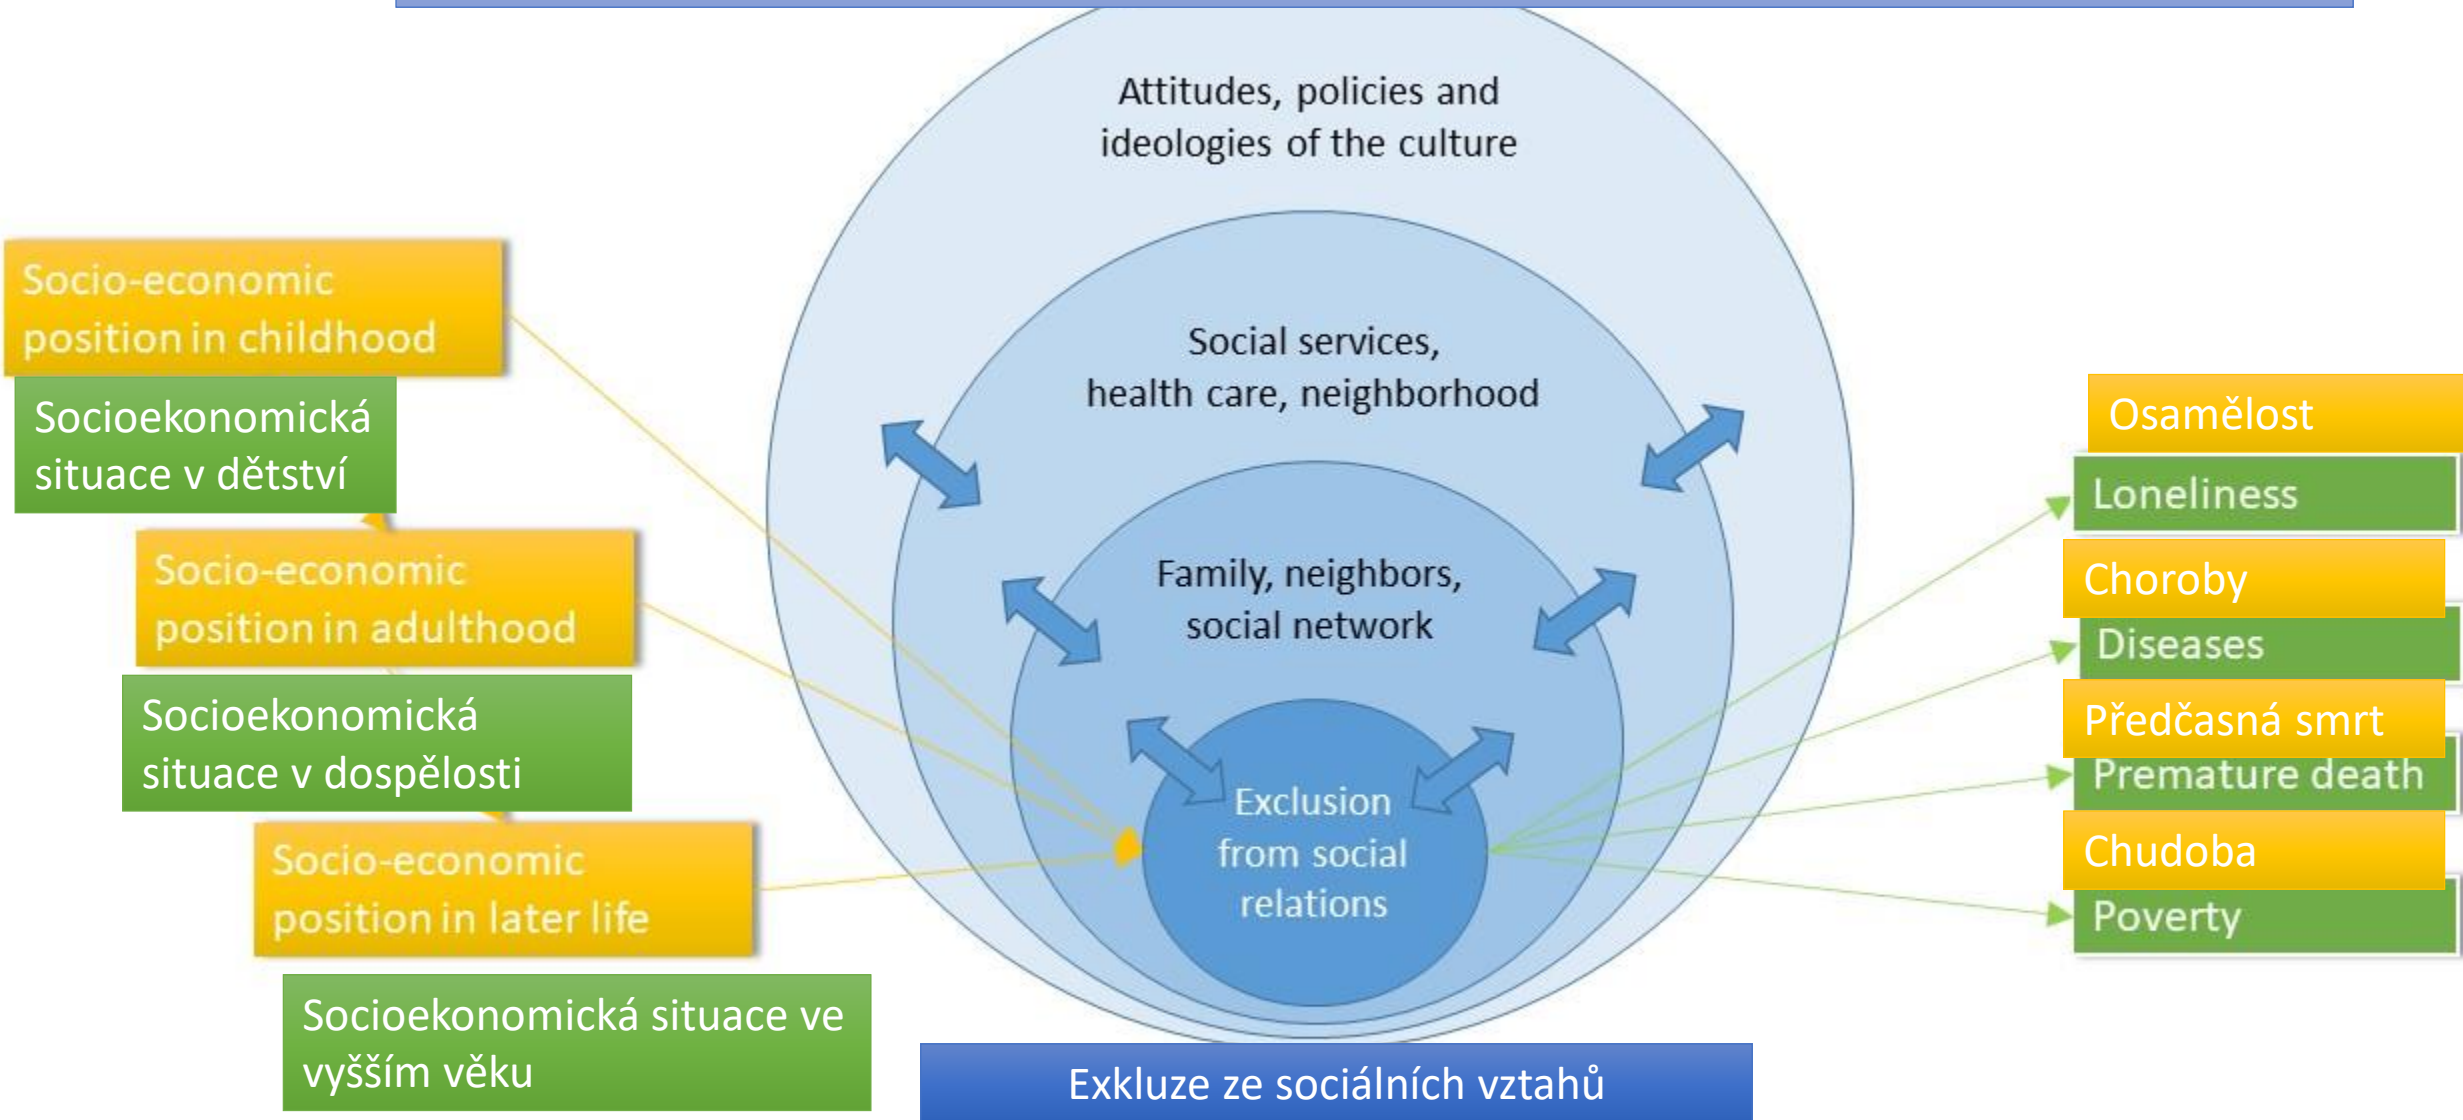 Attitudes, policies and
ideologies of the culture
Social services,
health care, neighborhood
Family, neighbors,
social network
Exclusion
from social
relations
Socio-economic
position in childhood
Socioekonomická
situace v dětství
Socio-economic
position in adulthood
Socioekonomická
situace v dospělosti
Socio-economic
position in later life
Socioekonomická situace ve
vyšším věku
Osamělost
Loneliness
Choroby
Diseases
Předčasná smrt
Premature death
Chudoba
Poverty
Exkluze ze sociálních vztahů